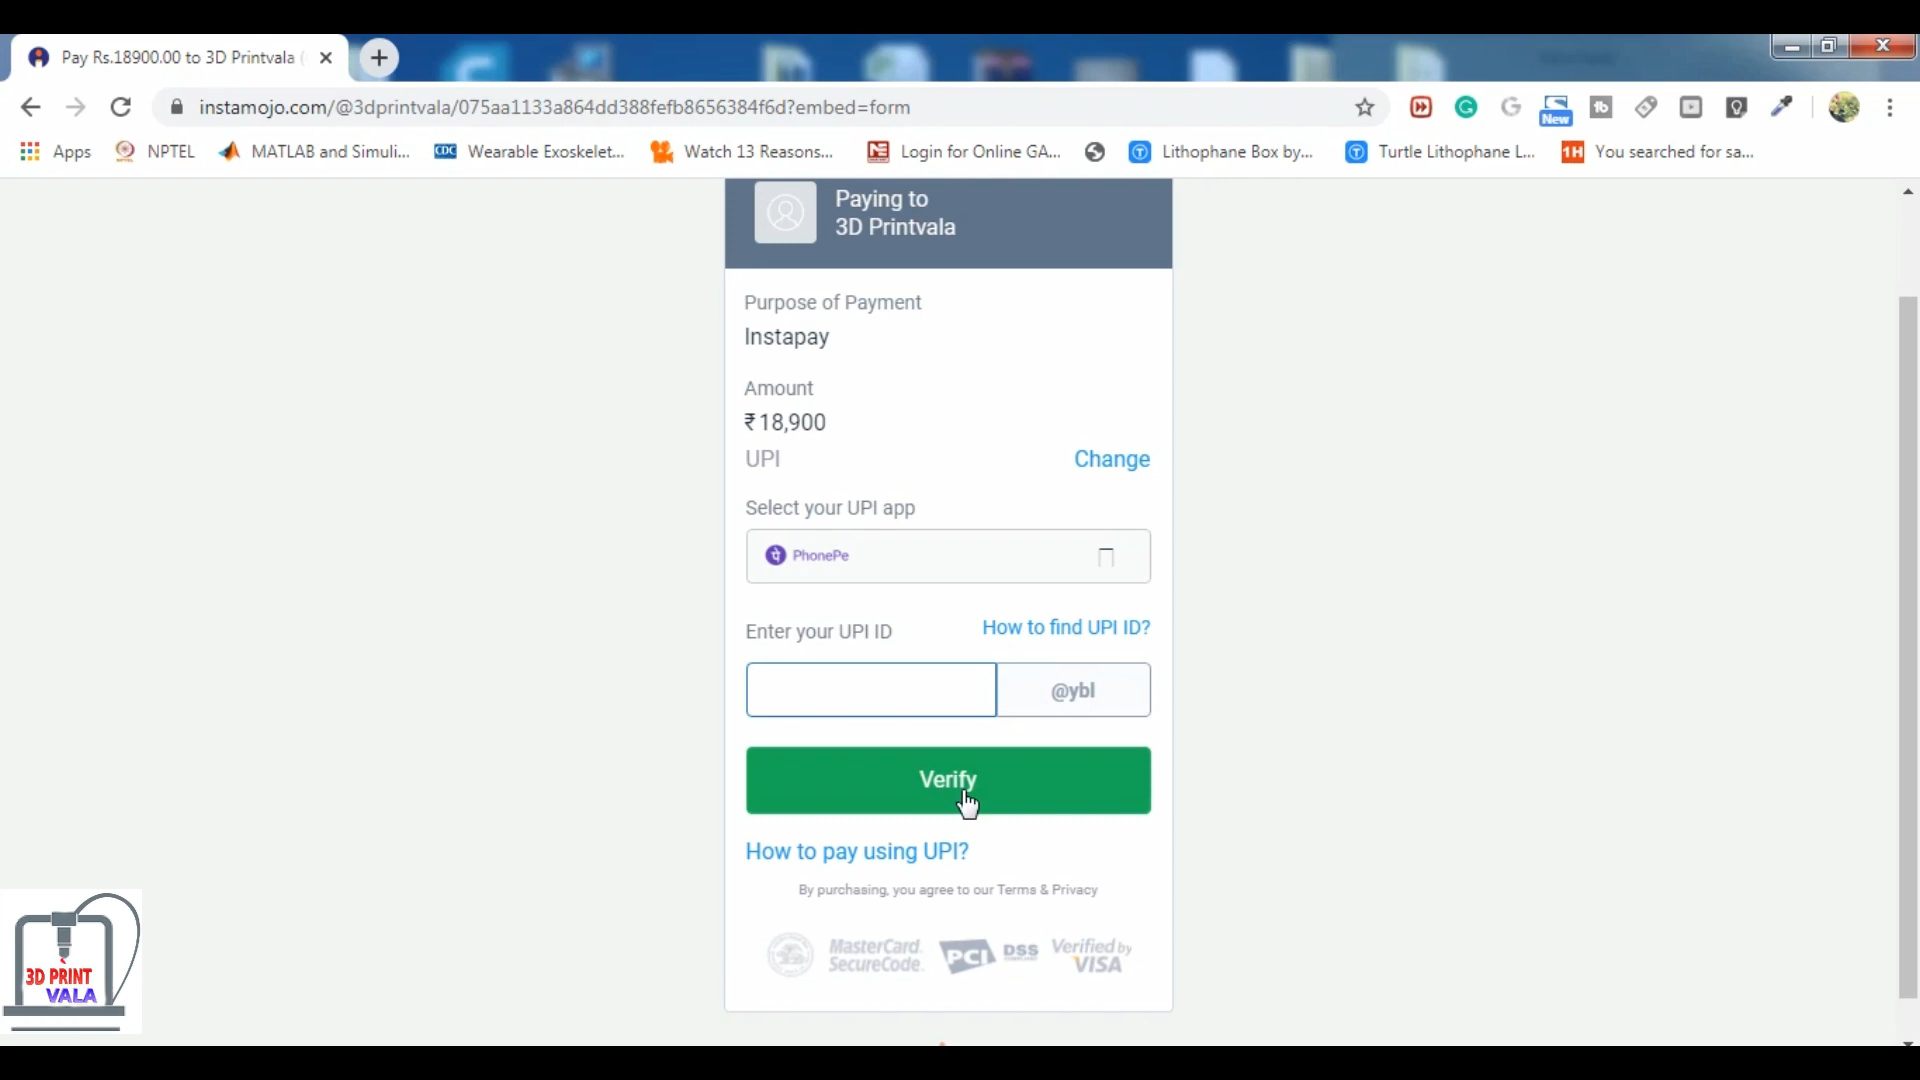 Pay Rs.18900.00 to 3D Printvala (
instamojo.com/@3dprintvala/075aa1133a864dd388fefb8656384f6d?embed=form
New
Apps
NPTEL
MATLAB and Simuli...
CDC
Wearable Exoskelet...
Watch 13 Reasons...
Login for Online GA...
Lithophane Box by...
Turtle Lithophane L...
1H
You searched for sa...
Paying to
3D Printvala
Purpose of Payment
Instapay
Amount
₹18,900
UPI
Change
Select your UPI app
पे PhonePe
Enter your UPI ID
How to find UPI ID?
@ybl
Verify
How to pay using UPI?
By purchasing, you agree to our Terms & Privacy
MasterCard.
SecureCode.
PCI DSS
Verified by
VISA
3D PRINT
VALA